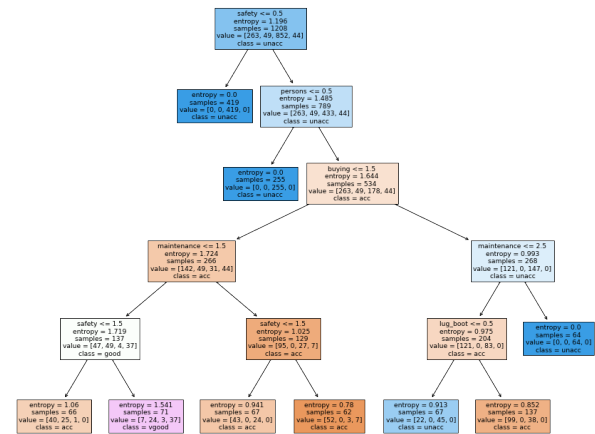 safety <= 0.5
entropy = 1.196
samples = 1208
value = [263, 49, 852, 44]
class = unacc
entropy = 0.0
samples = 419
value = [0, 0, 419, 0]
class = unacc
persons <= 0.5
entropy = 1.485
samples = 789
value = [263, 49, 433, 44]
class = unacc
entropy = 0.0
samples = 255
value = [0, 0, 255, 0]
class = unacc
buying <= 1.5
entropy = 1.644
samples = 534
value = [263, 49, 178, 44]
class = acc
maintenance <= 1.5
entropy = 1.724
samples = 266
value = [142, 49, 31, 44]
class = acc
maintenance <= 2.5
entropy = 0.993
samples = 268
value = [121, 0, 147, 0]
class = unacc
safety <= 1.5
entropy = 1.719
samples = 137
value = [47, 49, 4, 37]
class = good
safety <= 1.5
entropy = 1.025
samples = 129
value = [95, 0, 27, 7]
class = acc
lug_boot <= 0.5
entropy = 0.975
samples = 204
value = [121, 0, 83, 0]
class = acc
entropy = 0.0
samples = 64
value = [0, 0, 64, 0]
class = unacc
entropy = 1.06
samples = 66
value = [40, 25, 1, 0]
class = acc
entropy = 1.541
samples = 71
value = [7, 24, 3, 37]
class = vgood
entropy = 0.941
samples = 67
value = [43, 0, 24, 0]
class = acc
entropy = 0.78
samples = 62
value = [52, 0, 3, 7]
class = acc
entropy = 0.913
samples = 67
value = [22, 0, 45, 0]
class = unacc
entropy = 0.852
samples = 137
value = [99, 0, 38, 0]
class = acc